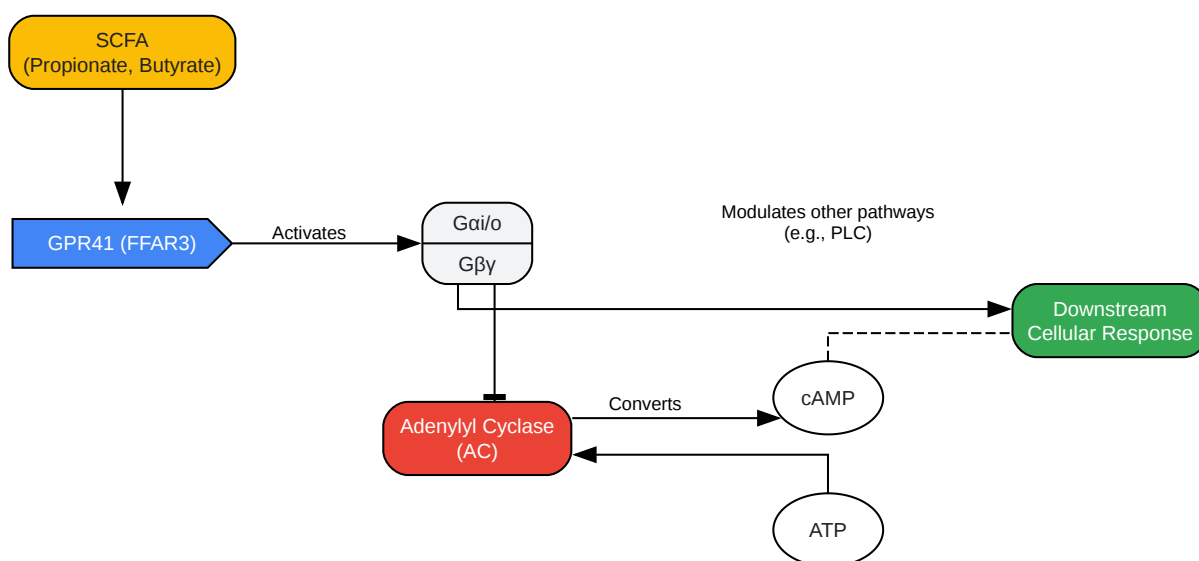 SCFA
(Propionate, Butyrate)
GPR41 (FFAR3)
Activates
Gαi/o
Gβγ
Modulates other pathways
(e.g., PLC)
Downstream
Cellular Response
Adenylyl Cyclase
(AC)
Converts
cAMP
ATP